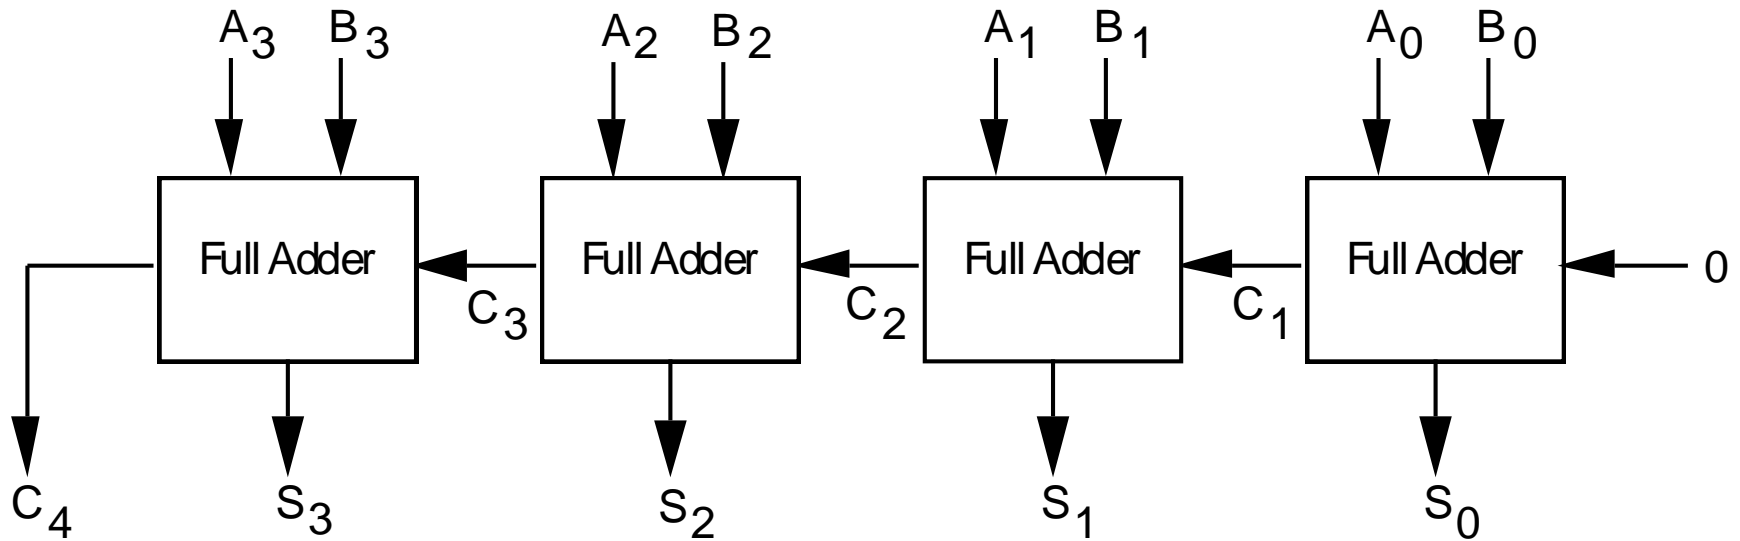 A3 B3 A2 B2 A1 B1 A0 B0
Full Adder Full Adder Full Adder Full Adder 0
C3 C2 C1
C4 S3 S2 S1 S0